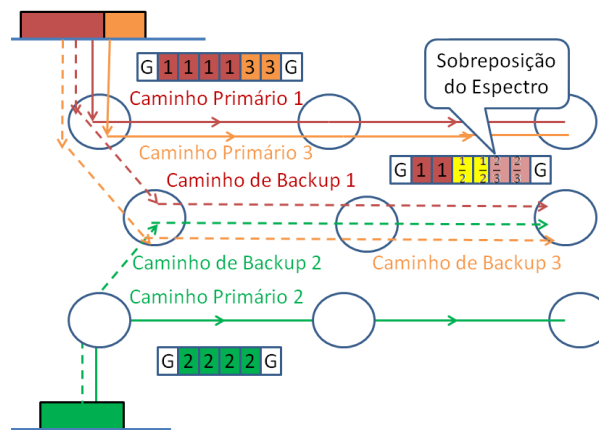 Sobreposição
do Espectro
G 1 1 1 1 3 3 G
Caminho Primário 1
Caminho Primário 3
G 1 1 1/2 1/2 2/3 2/3 G
Caminho de Backup 1
Caminho de Backup 2
Caminho de Backup 3
Caminho Primário 2
G 2 2 2 2 G